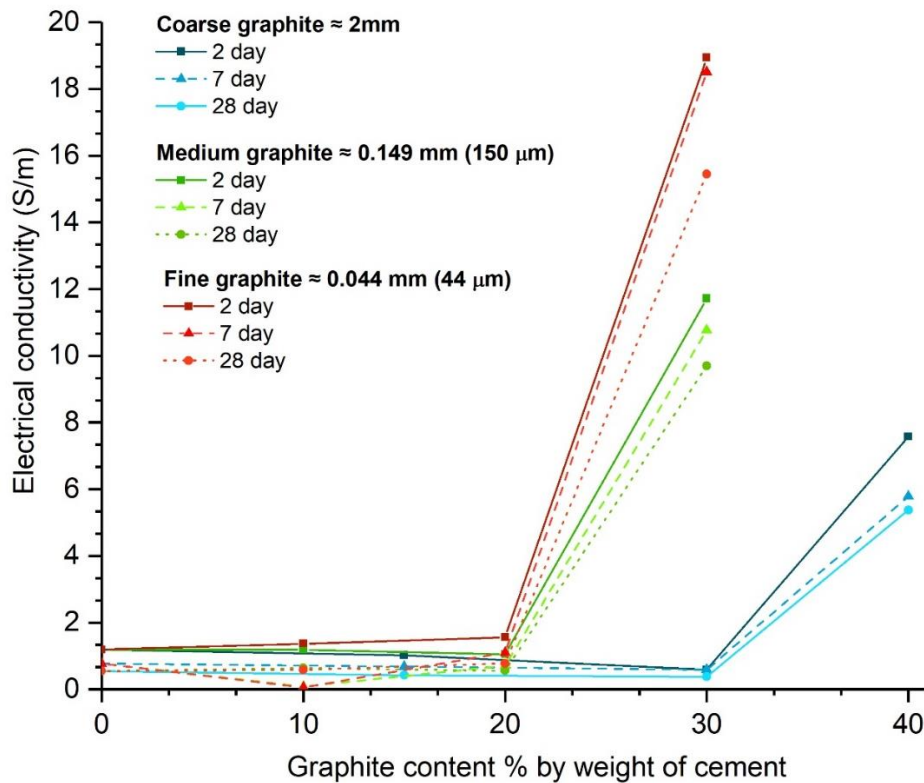 Electrical conductivity (S/m)
20
18
16
14
12
10
8
6
4
2
0
Coarse graphite ≈ 2mm
2 day
7 day
28 day
Medium graphite ≈ 0.149 mm (150 μm)
2 day
7 day
28 day
Fine graphite ≈ 0.044 mm (44 μm)
2 day
7 day
28 day
0 10 20 30 40
Graphite content % by weight of cement